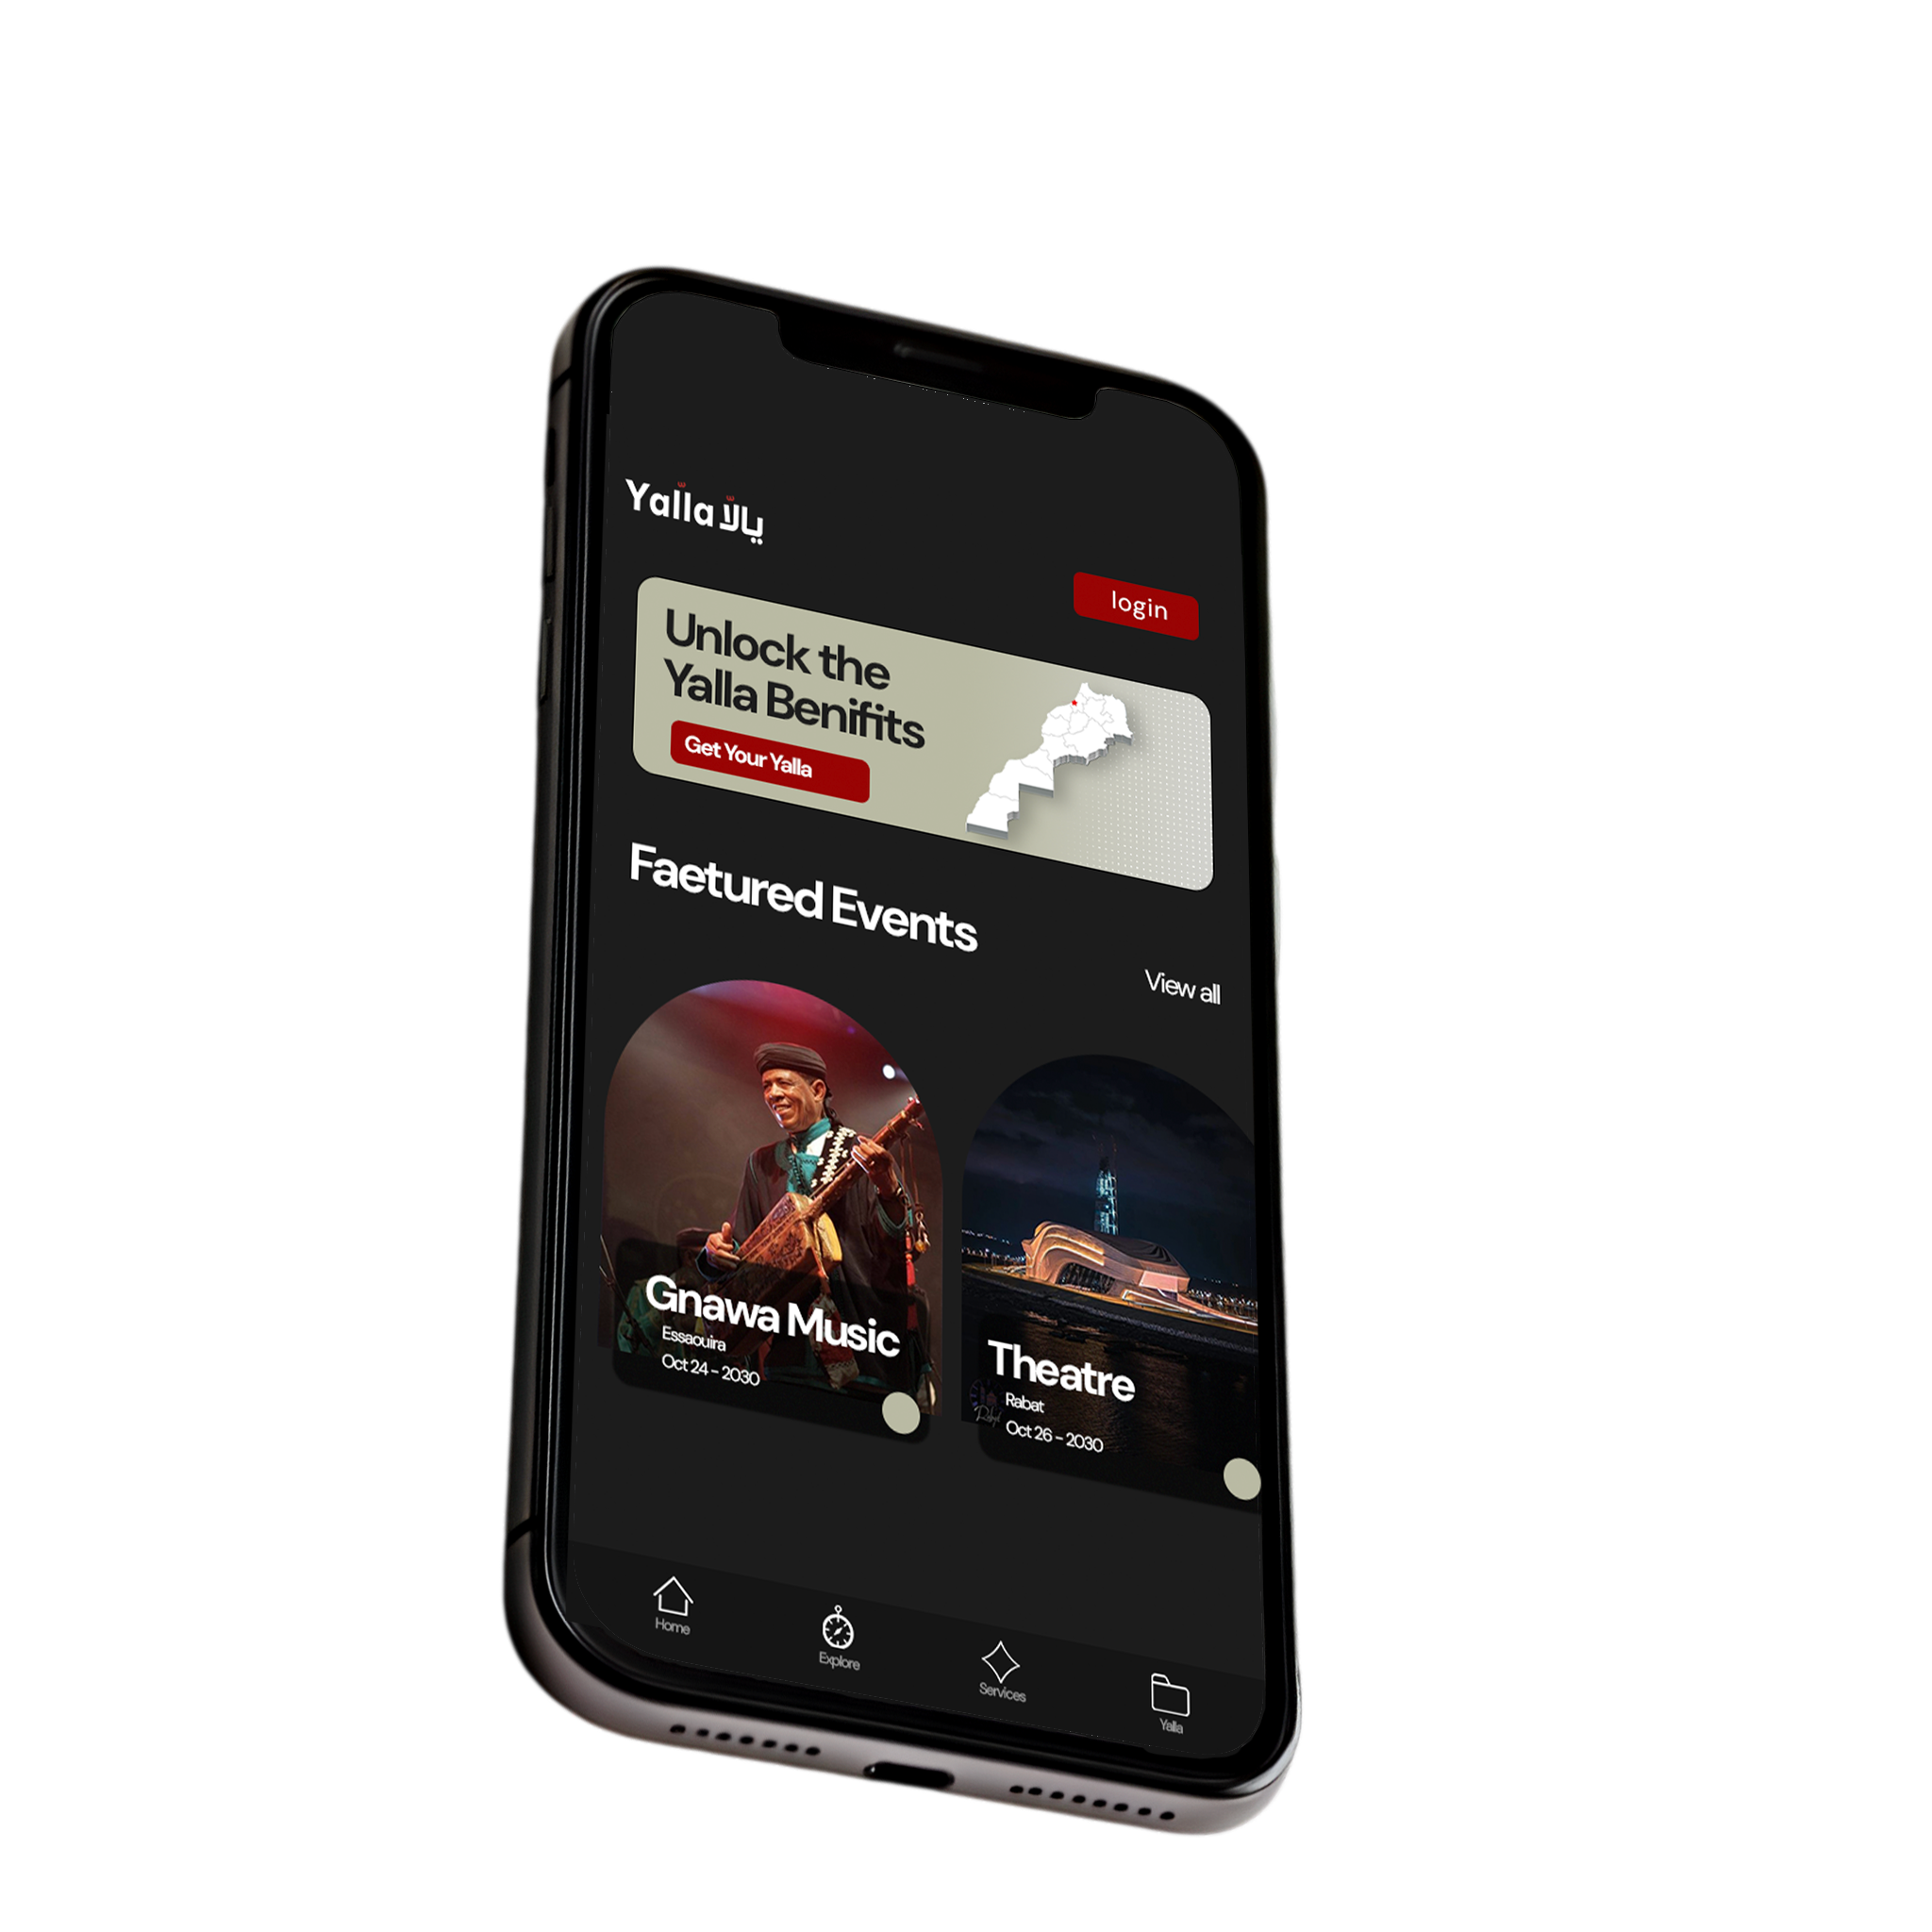 Yalla يالاّ
login
Unlock the
Yalla Benifits
Get Your Yalla
Faetured Events
View all
Gnawa Music
Essaouira
Oct 24 - 2030
Theatre
Rabat
Oct 26 - 2030
Rabat
Home
Explore
Services
Yalla